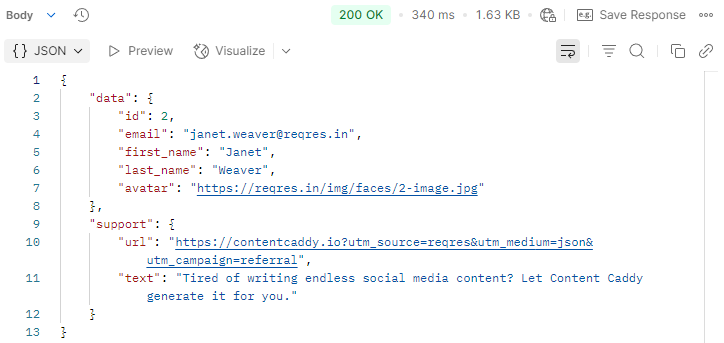 Body 200 OK • 340 ms • 1.63 KB • e.g. Save Response
{} JSON Preview Visualize
1 {
2 "data": {
3 "id": 2,
4 "email": "janet.weaver@reqres.in",
5 "first_name": "Janet",
6 "last_name": "Weaver",
7 "avatar": "https://reqres.in/img/faces/2-image.jpg"
8 },
9 "support": {
10 "url": "https://contentcaddy.io?utm_source=reqres&utm_medium=json&
utm_campaign=referral",
11 "text": "Tired of writing endless social media content? Let Content Caddy
generate it for you."
12 }
13 }